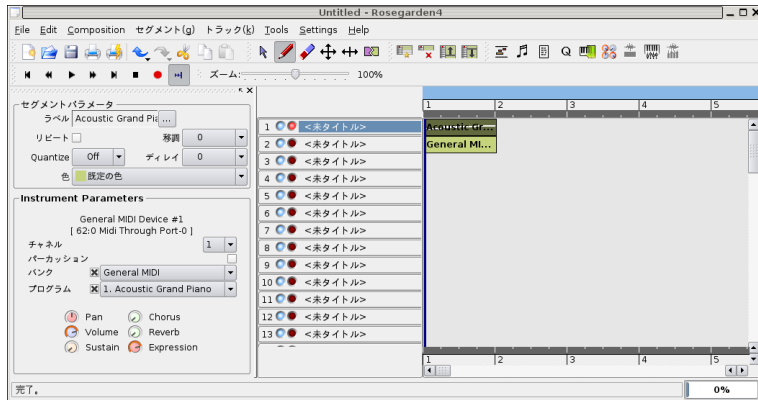 Untitled - Rosegarden4
File Edit Composition セグメント(g) トラック(k) Tools Settings Help
ズーム: 100%
セグメントパラメータ
ラベル Acoustic Grand Pia ...
リピート 移調 0
Quantize Off ディレイ 0
色 既定の色
Instrument Parameters
General MIDI Device #1
[ 62:0 Midi Through Port-0 ]
チャネル 1
パーカッション
バンク General MIDI
プログラム 1. Acoustic Grand Piano
Pan Chorus
Volume Reverb
Sustain Expression
1 2 3 4 5
1 <未タイトル> Acoustic Gr...
2 <未タイトル> General MI...
3 <未タイトル>
4 <未タイトル>
5 <未タイトル>
6 <未タイトル>
7 <未タイトル>
8 <未タイトル>
9 <未タイトル>
10 <未タイトル>
11 <未タイトル>
12 <未タイトル>
13 <未タイトル>
1 2 3 4 5
完了。 0%